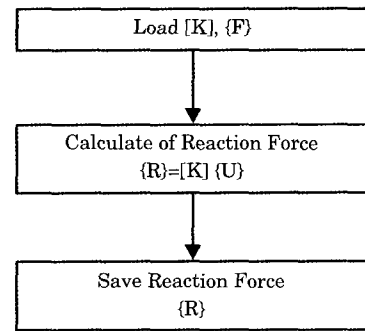 Load [K], {F}
Calculate of Reaction Force
{R}=[K] {U}
Save Reaction Force
{R}